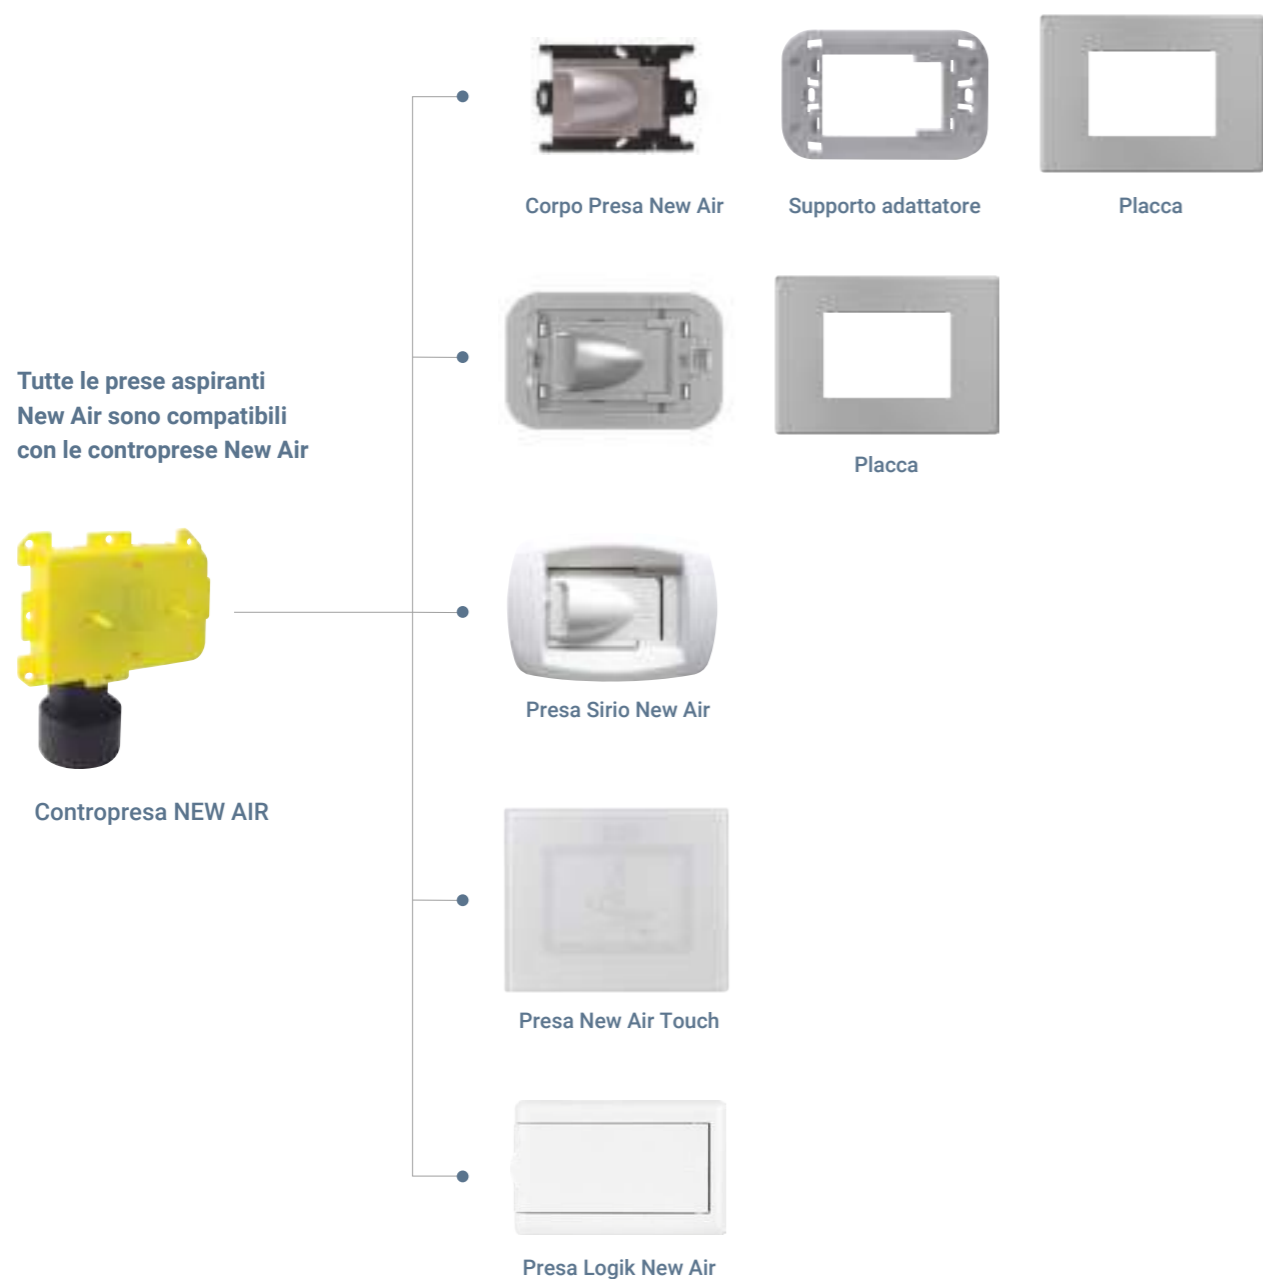 Corpo Presa New Air
Supporto adattatore
Placca
Placca
Tutte le prese aspiranti
New Air sono compatibili
con le controprese New Air
Presa Sirio New Air
Contropresa NEW AIR
Presa New Air Touch
Presa Logik New Air